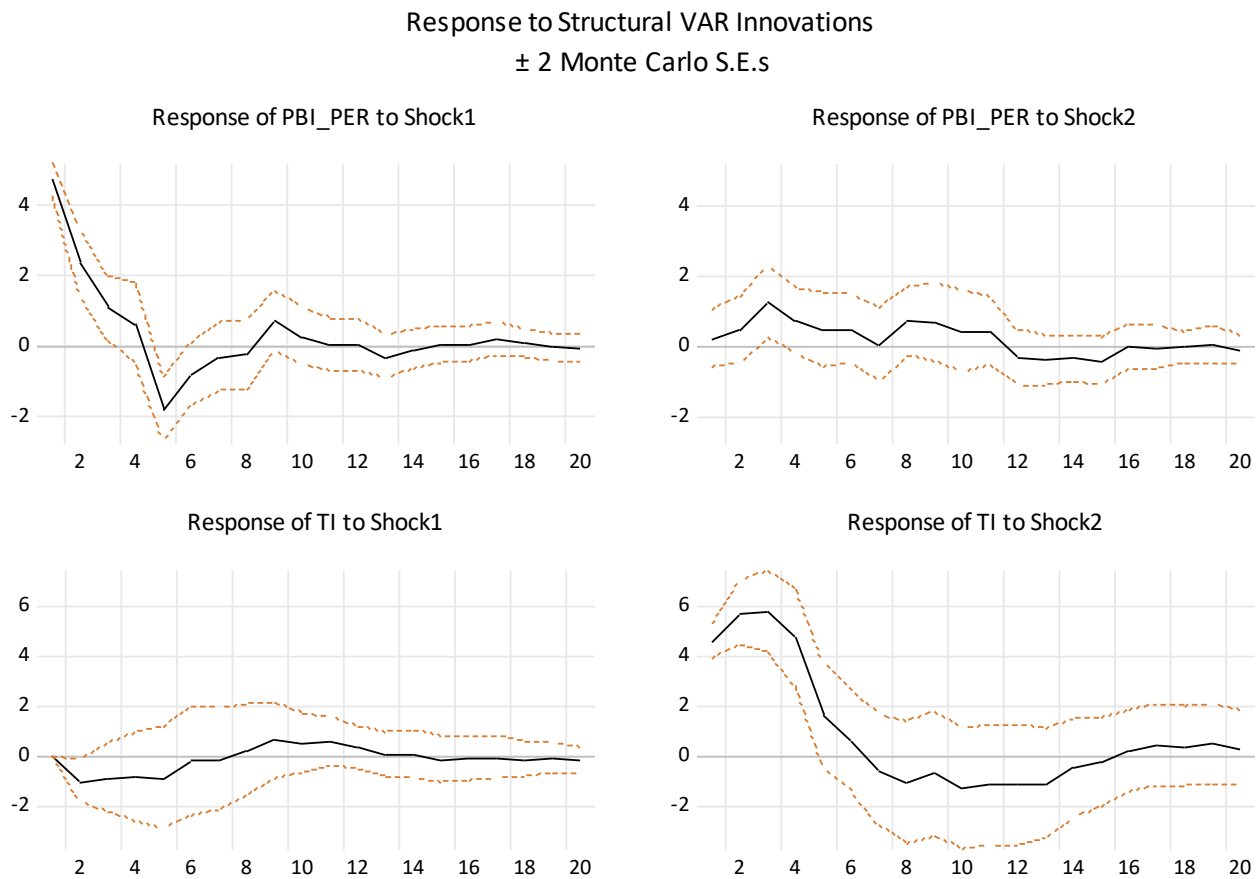 Response to Structural VAR Innovations
± 2 Monte Carlo S.E.s
Response of PBI_PER to Shock1
4
2
0
-2
2 4 6 8 10 12 14 16 18 20
Response of PBI_PER to Shock2
4
2
0
-2
2 4 6 8 10 12 14 16 18 20
Response of TI to Shock1
6
4
2
0
-2
2 4 6 8 10 12 14 16 18 20
Response of TI to Shock2
6
4
2
0
-2
2 4 6 8 10 12 14 16 18 20